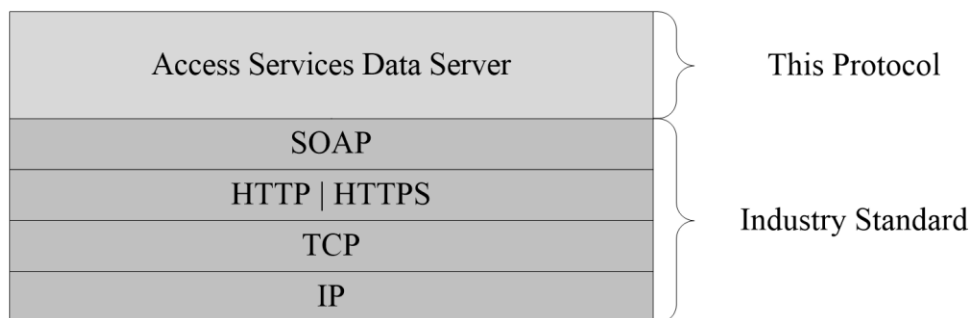 Access Services Data Server
This Protocol
SOAP
HTTP | HTTPS
TCP
IP
Industry Standard